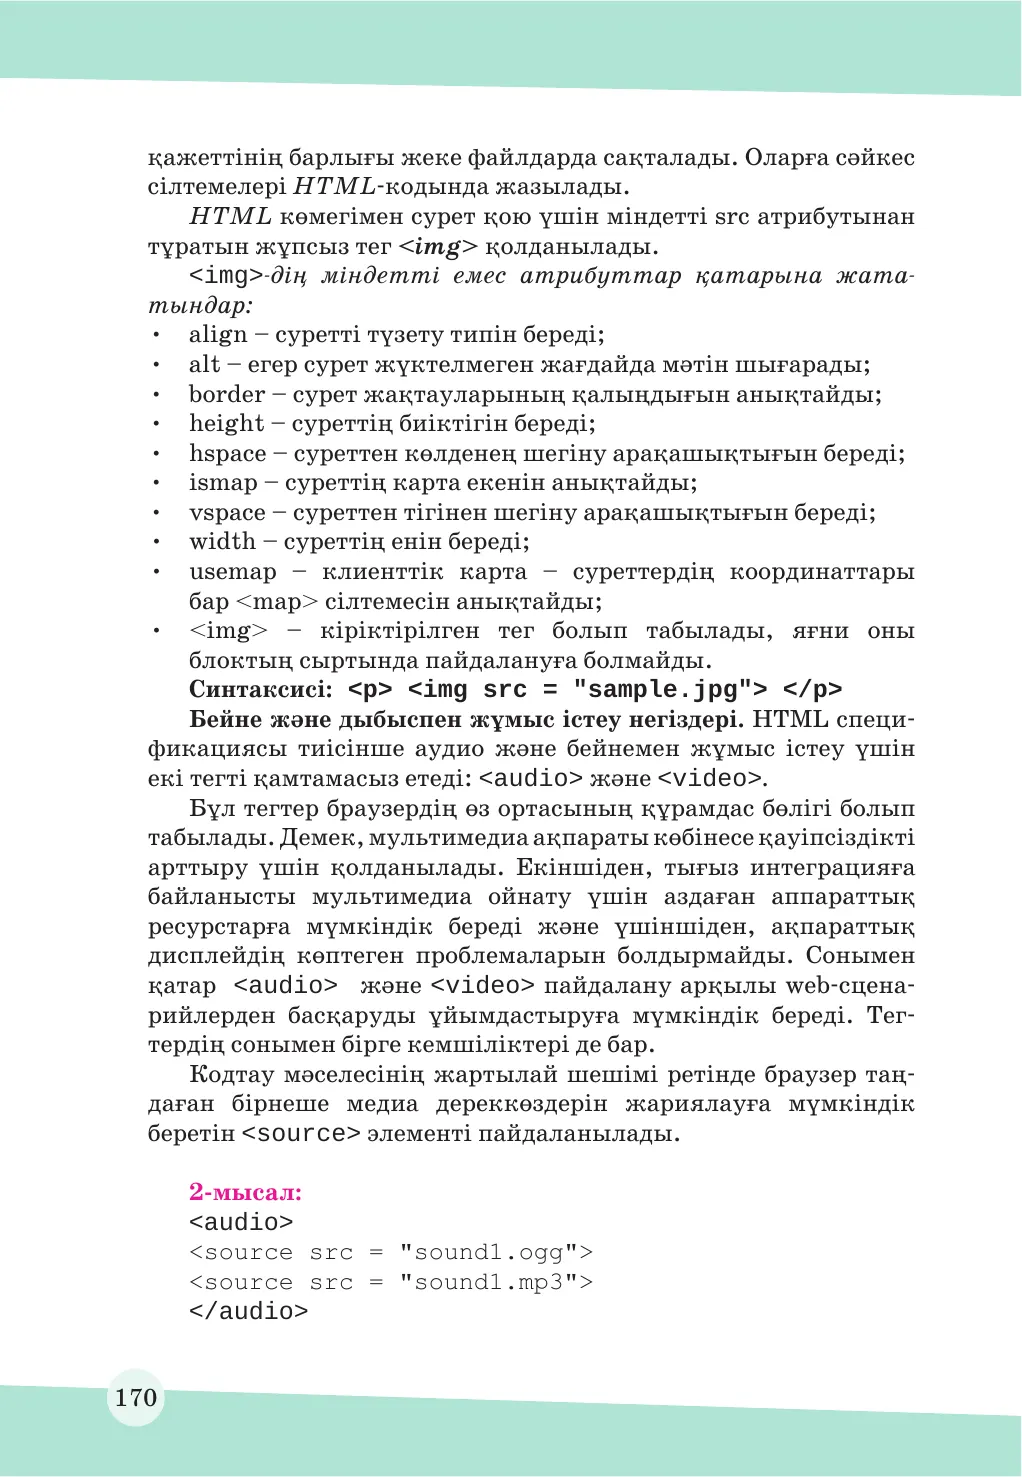 қажеттінің барлығы жеке файлдарда сақталады. Оларға сәйкес
сілтемелері HTML-кодында жазылады.
HTML көмегімен сурет қою үшін міндетті src атрибутынан
тұратын жұпсыз тег <img> қолданылады.
<img>-дің міндетті емес атрибуттар қатарына жата-
тындар:
• align – суретті түзету типін береді;
• alt – егер сурет жүктелмеген жағдайда мәтін шығарады;
• border – сурет жақтауларының қалыңдығын анықтайды;
• height – суреттің биіктігін береді;
• hspace – суреттен көлденең шегіну арақашықтығын береді;
• ismap – суреттің карта екенін анықтайды;
• vspace – суреттен тігінен шегіну арақашықтығын береді;
• width – суреттің енін береді;
• usemap – клиенттік карта – суреттердің координаттары
бар <map> сілтемесін анықтайды;
• <img> – кіріктірілген тег болып табылады, яғни оны
блоктың сыртында пайдалануға болмайды.
Синтаксисі: <p> <img src = "sample.jpg"> </p>
Бейне және дыбыспен жұмыс істеу негіздері. HTML специ-
фикациясы тиісінше аудио және бейнемен жұмыс істеу үшін
екі тегті қамтамасыз етеді: <audio> және <video>.
Бұл тегтер браузердің өз ортасының құрамдас бөлігі болып
табылады. Демек, мультимедиа ақпараты көбінесе қауіпсіздікті
арттыру үшін қолданылады. Екіншіден, тығыз интеграцияға
байланысты мультимедиа ойнату үшін аздаған аппараттық
ресурстарға мүмкіндік береді және үшіншіден, ақпараттық
дисплейдің көптеген проблемаларын болдырмайды. Сонымен
қатар <audio> және <video> пайдалану арқылы web-сцена-
рийлерден басқаруды ұйымдастыруға мүмкіндік береді. Тег-
тердің сонымен бірге кемшіліктері де бар.
Кодтау мәселесінің жартылай шешімі ретінде браузер таң-
даған бірнеше медиа дереккөздерін жариялауға мүмкіндік
беретін <source> элементі пайдаланылады.
2-мысал:
<audio>
<source src = "sound1.ogg">
<source src = "sound1.mp3">
</audio>
170